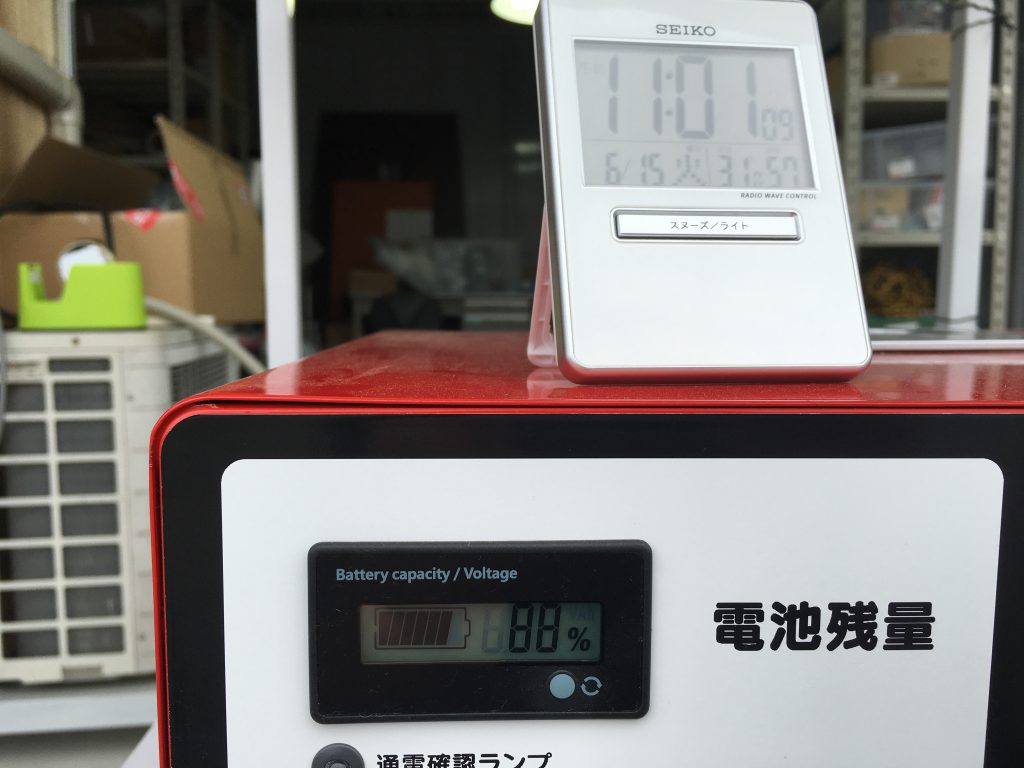 SEIKO
11:01 09
6/15 火 31.8 57
RADIO WAVE CONTROL
スヌーズ/ライト
Battery capacity / Voltage
88 %
電池残量
通電確認ランプ